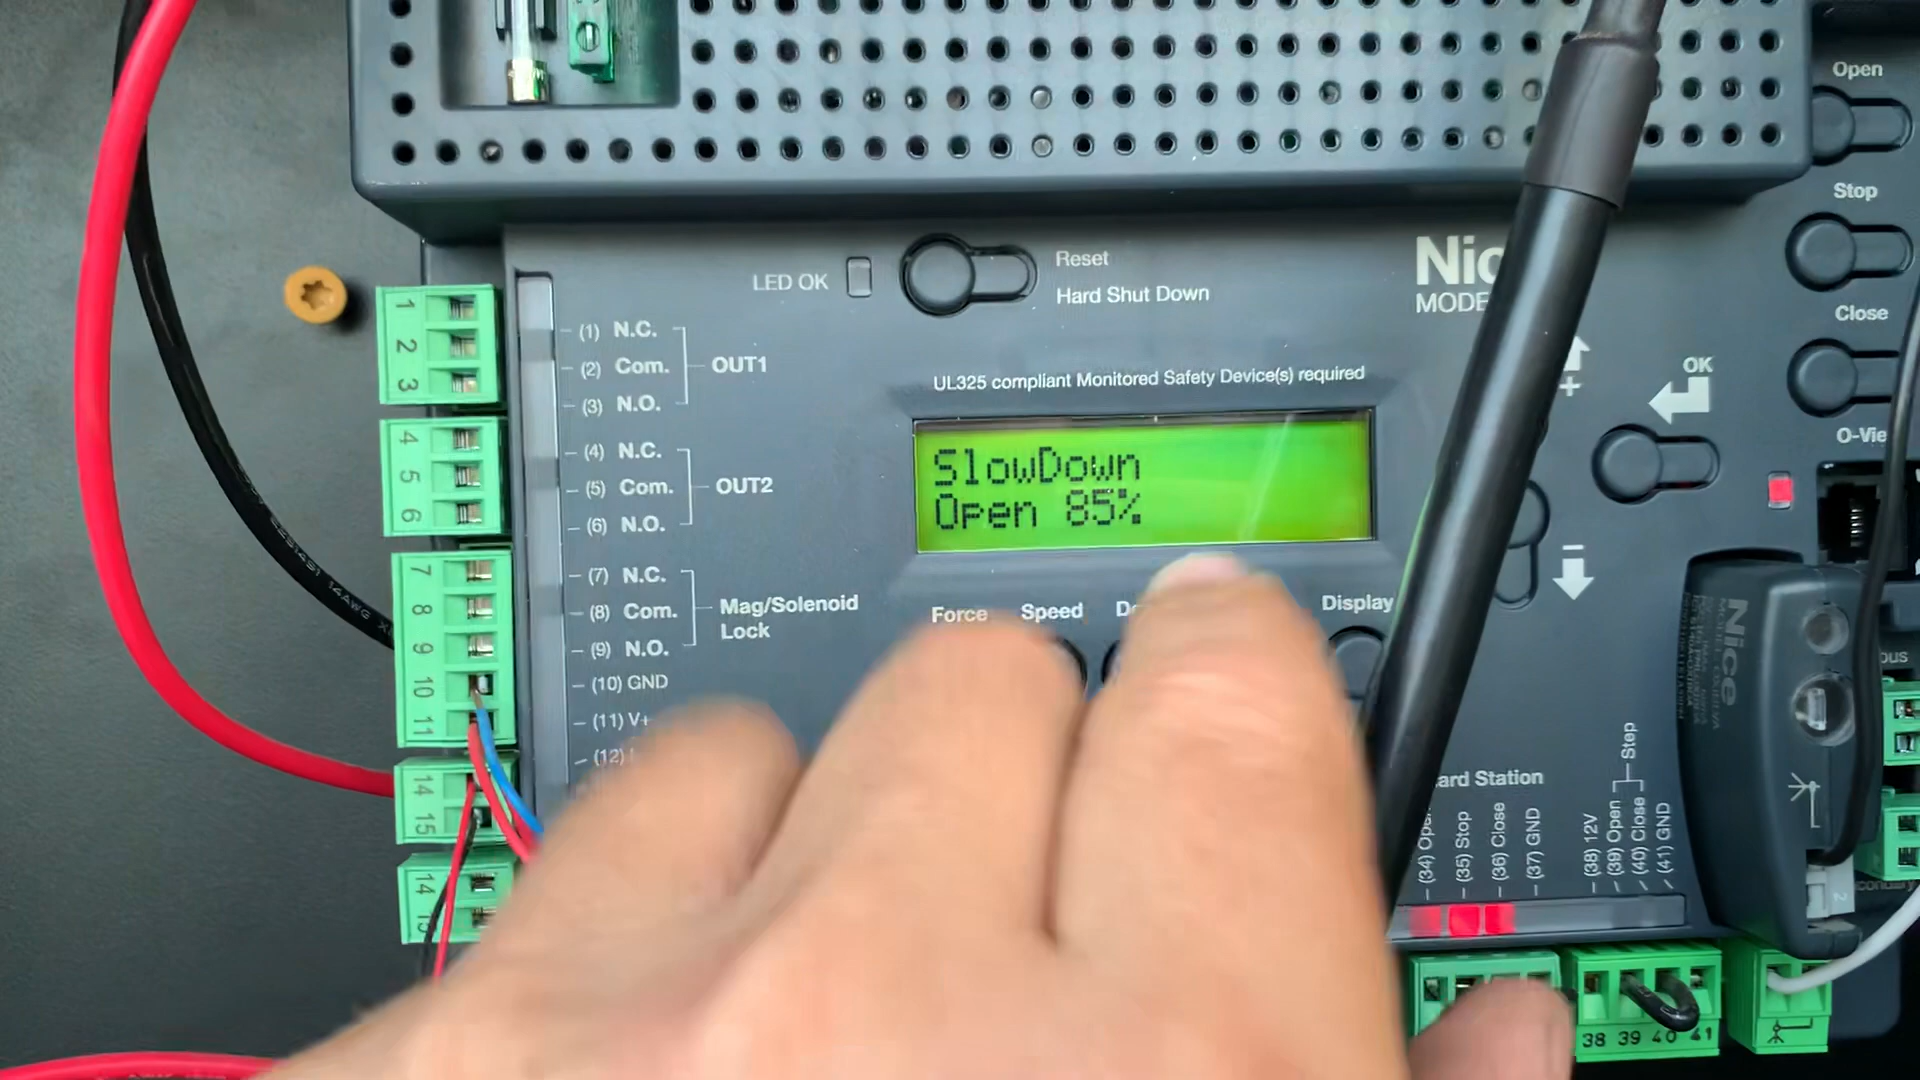 Open
Stop
Close
O-Vie
LED OK
Reset
Hard Shut Down
Nic
MODE
UL325 compliant Monitored Safety Device(s) required
OK
+
SlowDown
Open 85%
Force Speed
Display
1
2
3
(1) N.C.
(2) Com.
(3) N.O.
OUT1
4
5
6
(4) N.C.
(5) Com.
(6) N.O.
OUT2
7
8
9
10
11
(7) N.C.
(8) Com.
(9) N.O.
Mag/Solenoid
Lock
(10) GND
(11) V+
(12)
14
15
14
14AWG
Nice
ard Station
(35) Stop
(36) Close
(37) GND
(38) 12V
(39) Open
(40) Close
(41) GND
Step
38 39 40 41